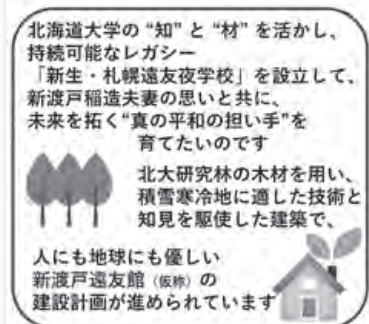 北海道大学の “知” と “材” を活かし、
持続可能なレガシー
「新生・札幌遠友夜学校」を設立して、
新渡戸稲造夫妻の思いと共に、
未来を拓く“真の平和の担い手”を
育てたいのです
北大研究林の木材を用い、
積雪寒冷地に適した技術と
知見を駆使した建築で、
人にも地球にも優しい
新渡戸遠友館（仮称）の
建設計画が進められています